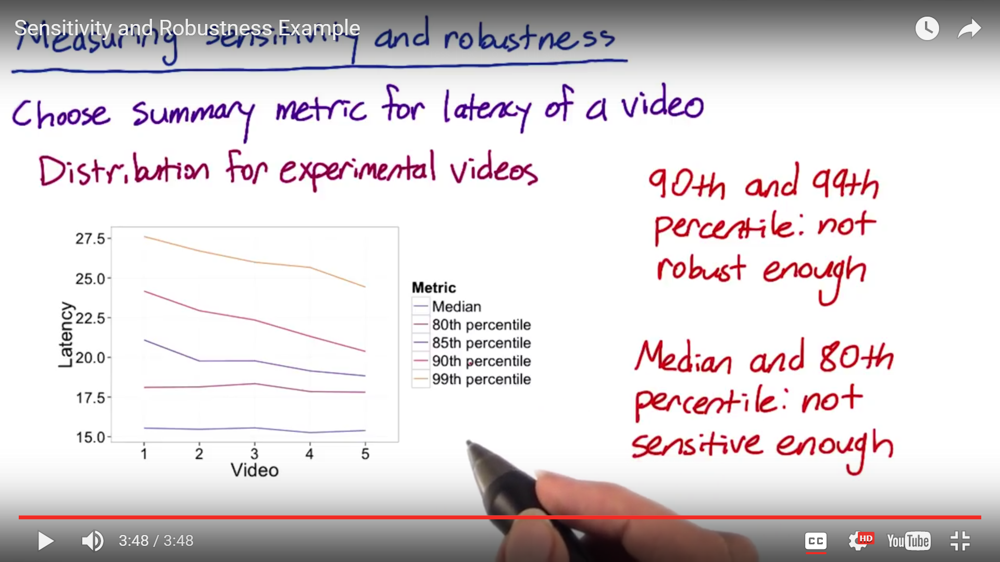 Sensitivity and Robustness Example
Measuring sensitivity and robustness
Choose summary metric for latency of a video
Distribution for experimental videos
90th and 99th
percentile: not
robust enough
Median and 80th
percentile: not
sensitive enough
27.5
25.0
22.5
20.0
17.5
15.0
Latency
1 2 3 4 5
Video
Metric
Median
80th percentile
85th percentile
90th percentile
99th percentile
3:48 / 3:48
CC
HD
YouTube